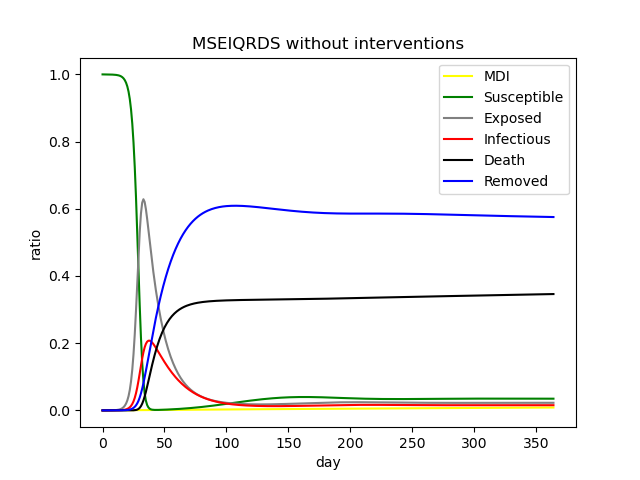 MSEIQRDS without interventions
1.0
0.8
0.6
0.4
0.2
0.0
ratio
MDI
Susceptible
Exposed
Infectious
Death
Removed
0 50 100 150 200 250 300 350
day